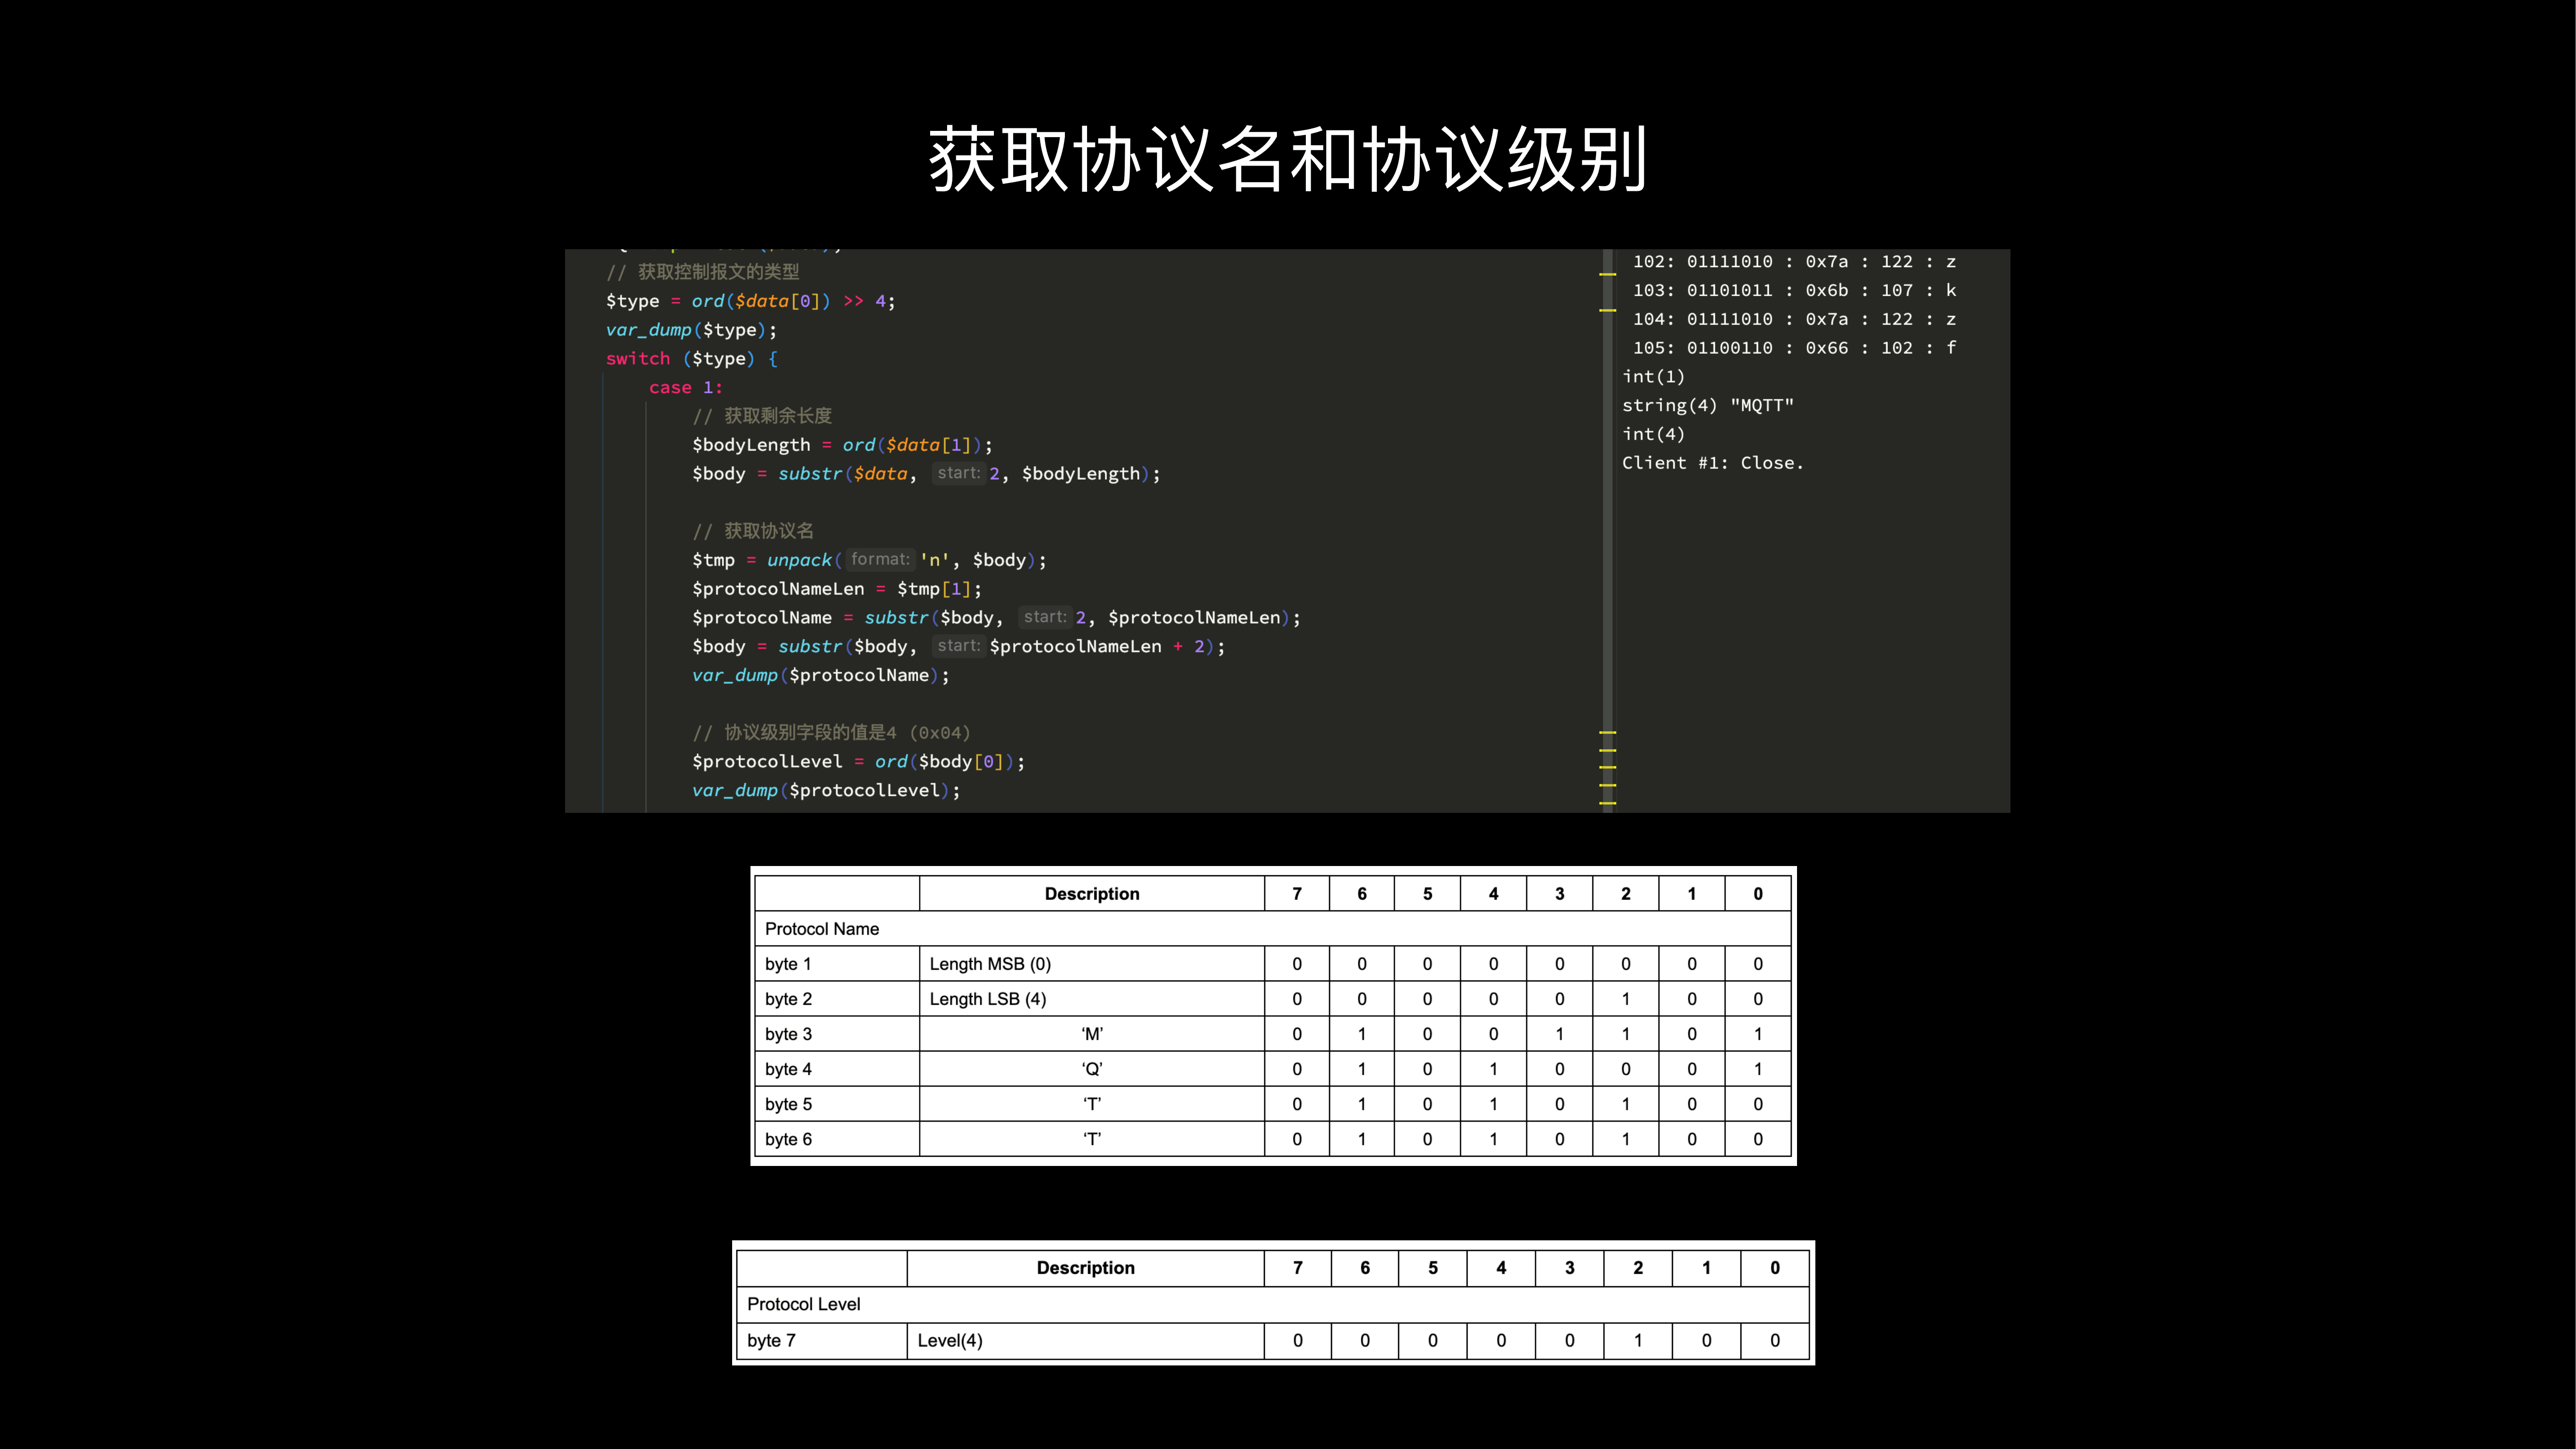 获取协议名和协议级别
// 获取控制报文的类型
$type = ord($data[0]) >> 4;
var_dump($type);
switch ($type) {
case 1:
// 获取剩余长度
$bodyLength = ord($data[1]);
$body = substr($data, start: 2, $bodyLength);
// 获取协议名
$tmp = unpack( format: 'n', $body);
$protocolNameLen = $tmp[1];
$protocolName = substr($body, start: 2, $protocolNameLen);
$body = substr($body, start: $protocolNameLen + 2);
var_dump($protocolName);
// 协议级别字段的值是4 (0x04)
$protocolLevel = ord($body[0]);
var_dump($protocolLevel);
102: 01111010 : 0x7a : 122 : z
103: 01101011 : 0x6b : 107 : k
104: 01111010 : 0x7a : 122 : z
105: 01100110 : 0x66 : 102 : f
int(1)
string(4) "MQTT"
int(4)
Client #1: Close.
Description 7 6 5 4 3 2 1 0
Protocol Name
byte 1 Length MSB (0) 0 0 0 0 0 0 0 0
byte 2 Length LSB (4) 0 0 0 0 0 1 0 0
byte 3 ‘M’ 0 1 0 0 1 1 0 1
byte 4 ‘Q’ 0 1 0 1 0 0 0 1
byte 5 ‘T’ 0 1 0 1 0 1 0 0
byte 6 ‘T’ 0 1 0 1 0 1 0 0
Description 7 6 5 4 3 2 1 0
Protocol Level
byte 7 Level(4) 0 0 0 0 0 1 0 0